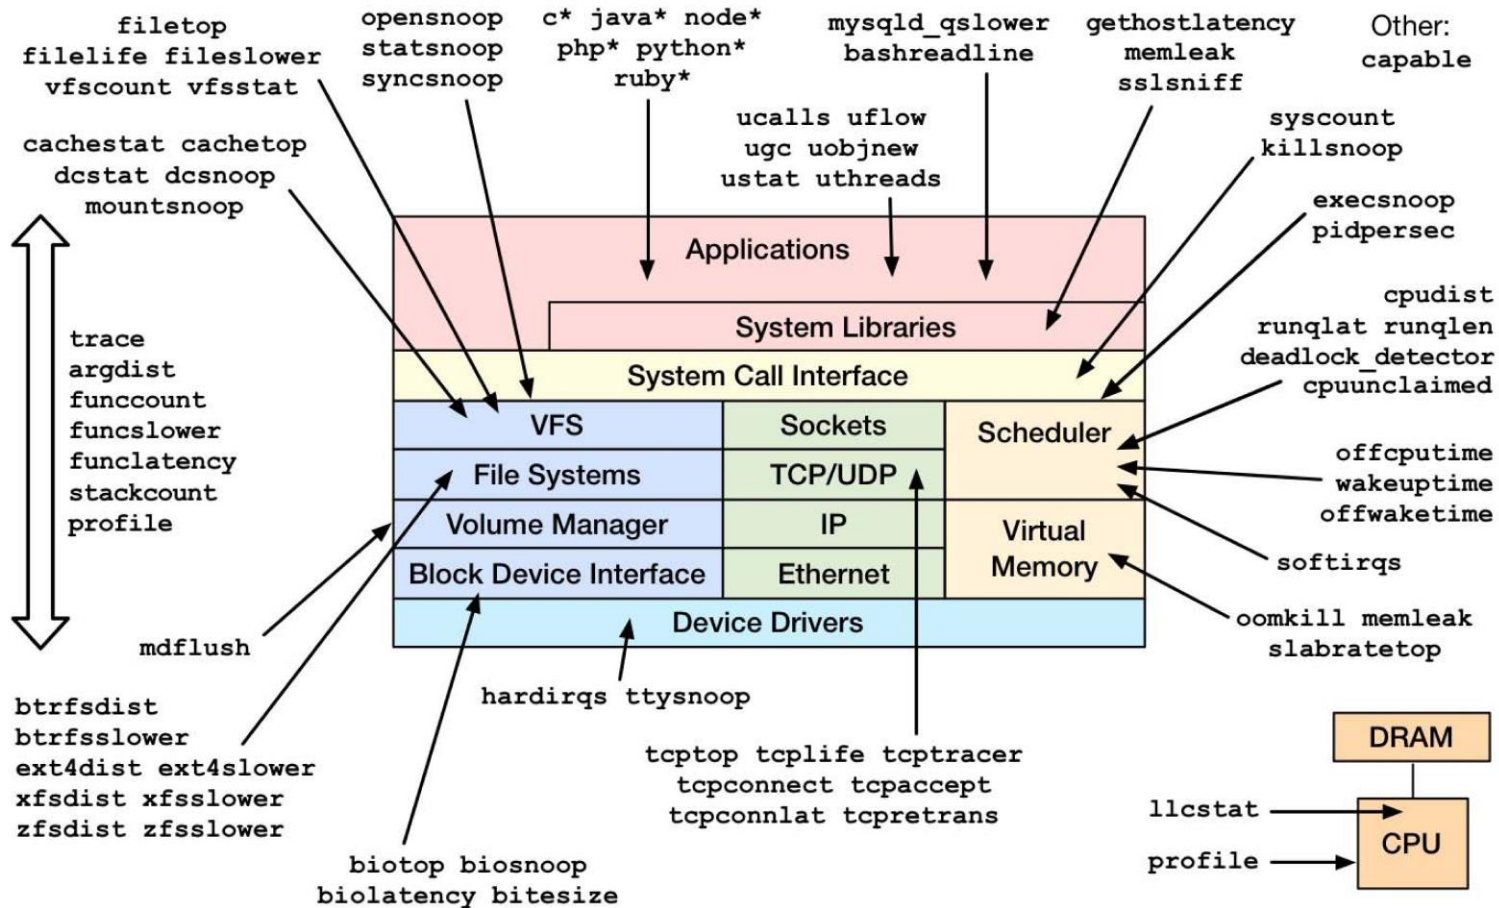 filetop
filelife fileslower
vfscount vfsstat
opensnoop
statsnoop
syncsnoop
c* java* node*
php* python*
ruby*
mysqld_qslower
bashreadline
gethostlatency
memleak
sslsniff
Other:
capable
cachestat cachetop
dcstat dcsnoop
mountsnoop
ucalls uflow
ugc uobjnew
ustat uthreads
syscount
killsnoop
execsnoop
pidpersec
Applications
System Libraries
System Call Interface
VFS
Sockets
Scheduler
File Systems
TCP/UDP
Volume Manager
IP
Virtual
Memory
Block Device Interface
Ethernet
Device Drivers
trace
argdist
funccount
funcslower
funclatency
stackcount
profile
cpudist
runqlat runqlen
deadlock_detector
cpuunclaimed
offcputime
wakeuptime
offwaketime
softirqs
oomkill memleak
slabratetop
mdflush
btrfsdist
btrfsslower
ext4dist ext4slower
xfsdist xfsslower
zfsdist zfsslower
hardirqs ttysnoop
biotop biosnoop
biolatency bitesize
tcptop tcplife tcptracer
tcpconnect tcpaccept
tcpconnlat tcpretrans
DRAM
llcstat
CPU
profile